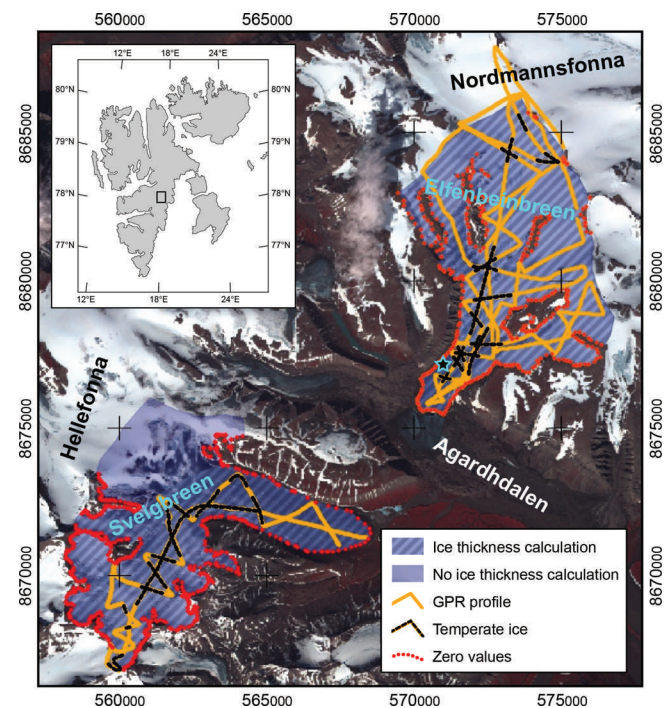 560000 565000 570000 575000
12°E 18°E 24°E
80°N 80°N
79°N 79°N
78°N 78°N
77°N 77°N
12°E 18°E 24°E
8685000 8685000
8680000 8680000
8675000 8675000
8670000 8670000
Nordmannsfonna
Elfenbeinbreen
Hellefonna
Agardhdalen
Svelgbreen
Ice thickness calculation
No ice thickness calculation
GPR profile
Temperate ice
Zero values
560000 565000 570000 575000